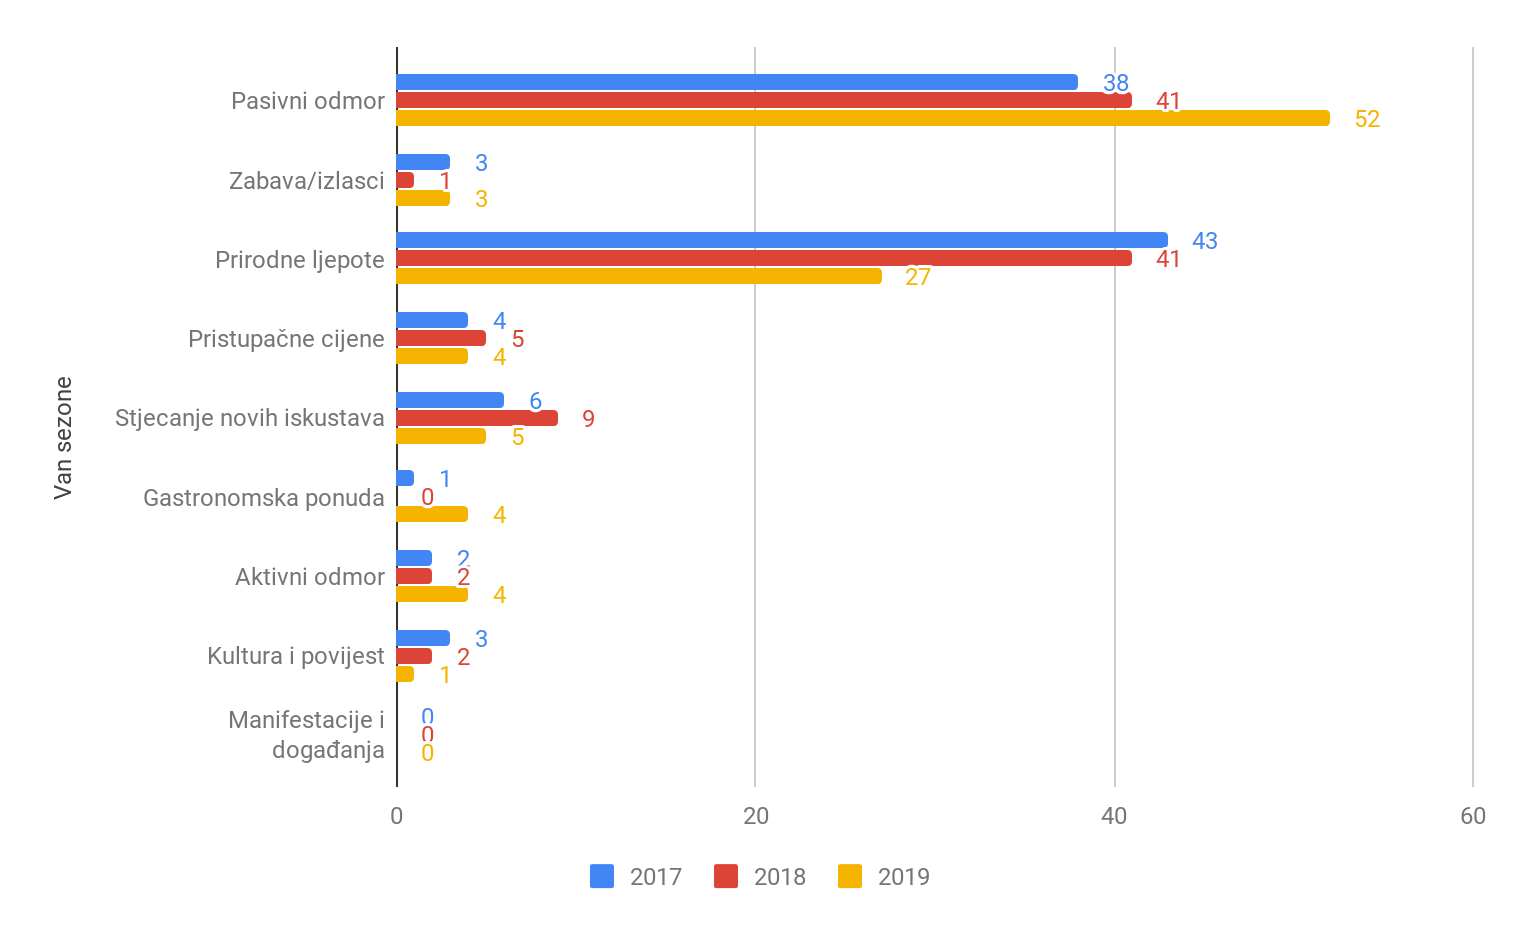 Van sezone
Pasivni odmor
38
41
52
Zabava/izlasci
3
1
3
Prirodne ljepote
43
41
27
Pristupačne cijene
4
5
4
Stjecanje novih iskustava
6
9
5
Gastronomska ponuda
1
0
4
Aktivni odmor
2
2
4
Kultura i povijest
3
2
1
Manifestacije i
događanja
0
0
0
0 20 40 60
2017 2018 2019